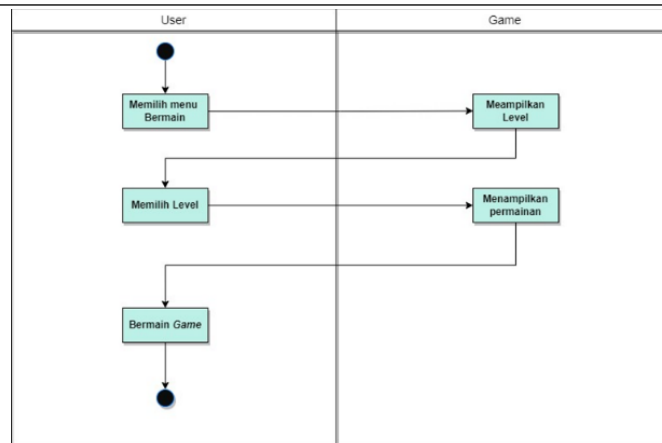 User
Game
Memilih menu
Bermain
Meampilkan
Level
Memilih Level
Menampilkan
permainan
Bermain Game